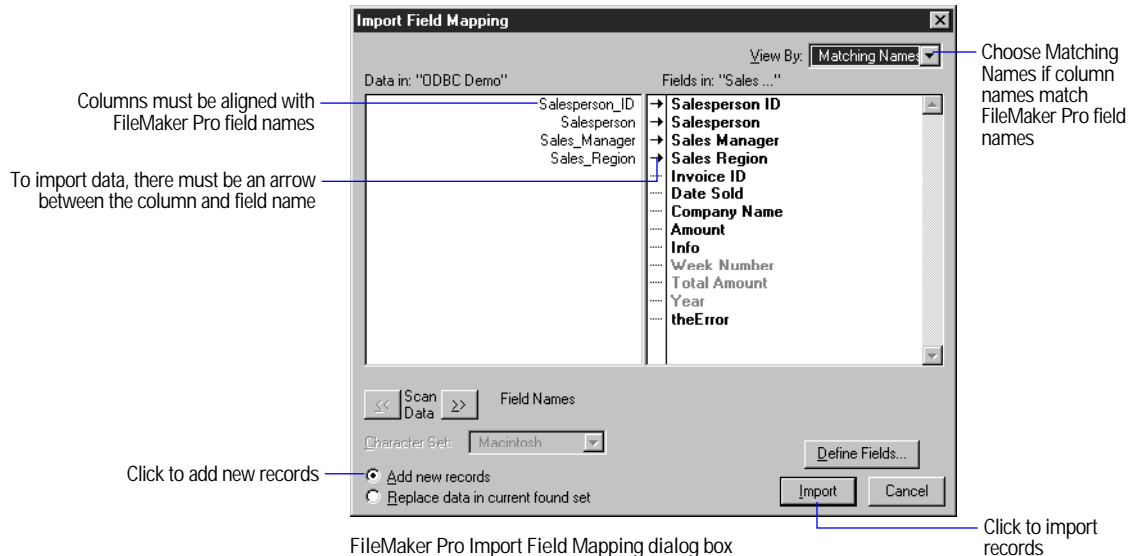 Import Field Mapping
View By: Matching Names
Choose Matching
Names if column
names match
FileMaker Pro field
names
Data in: "ODBC Demo"
Fields in: "Sales ..."
Columns must be aligned with
FileMaker Pro field names
To import data, there must be an arrow
between the column and field name
Salesperson_ID
Salesperson
Sales_Manager
Sales_Region
Salesperson ID
Salesperson
Sales Manager
Sales Region
Invoice ID
Date Sold
Company Name
Amount
Info
Week Number
Total Amount
Year
theError
<< Scan Data >>
Field Names
Character Set: Macintosh
Define Fields...
Click to add new records
Add new records
Replace data in current found set
Import
Cancel
Click to import
records
FileMaker Pro Import Field Mapping dialog box